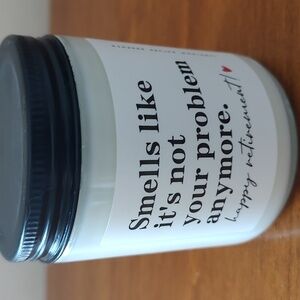 Smells like
it's not
your problem
anymore.
happy retirement!